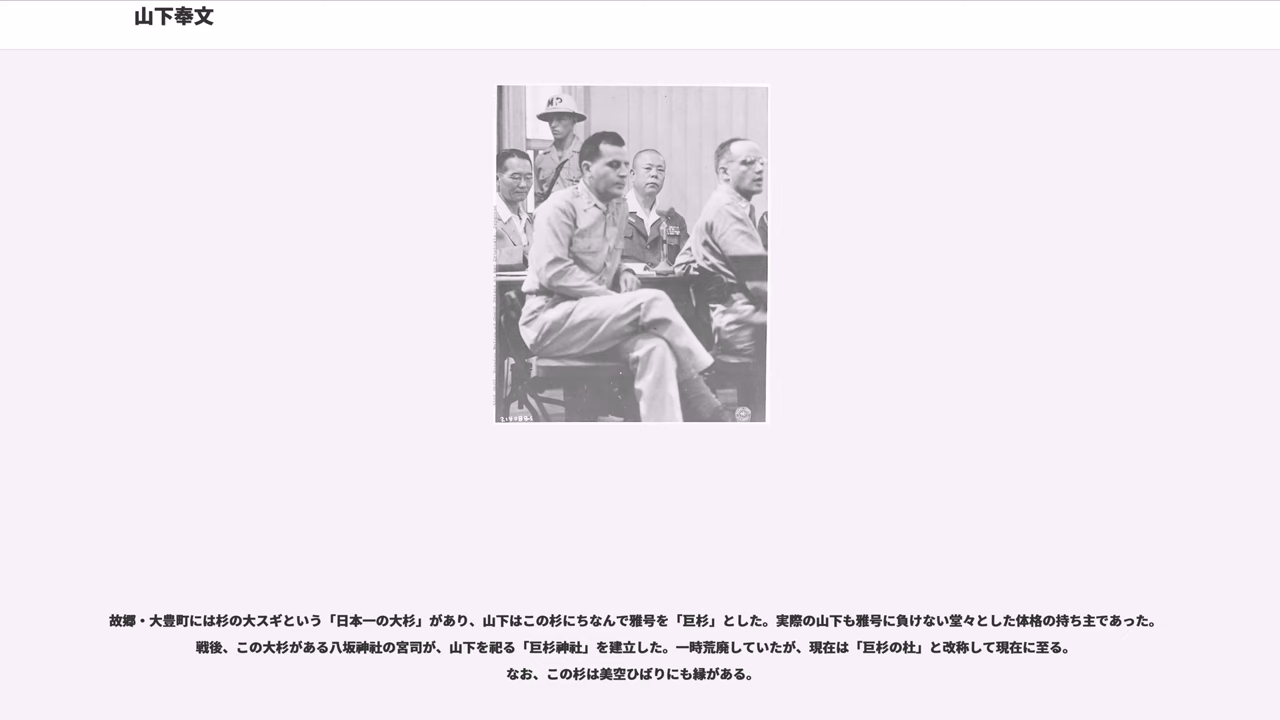 山下奉文
MP
故郷・大豊町には杉の大スギという「日本一の大杉」があり、山下はこの杉にちなんで雅号を「巨杉」とした。実際の山下も雅号に負けない堂々とした体格の持ち主であった。
戦後、この大杉がある八坂神社の宮司が、山下を祀る「巨杉神社」を建立した。一時荒廃していたが、現在は「巨杉の杜」と改称して現在に至る。
なお、この杉は美空ひばりにも縁がある。